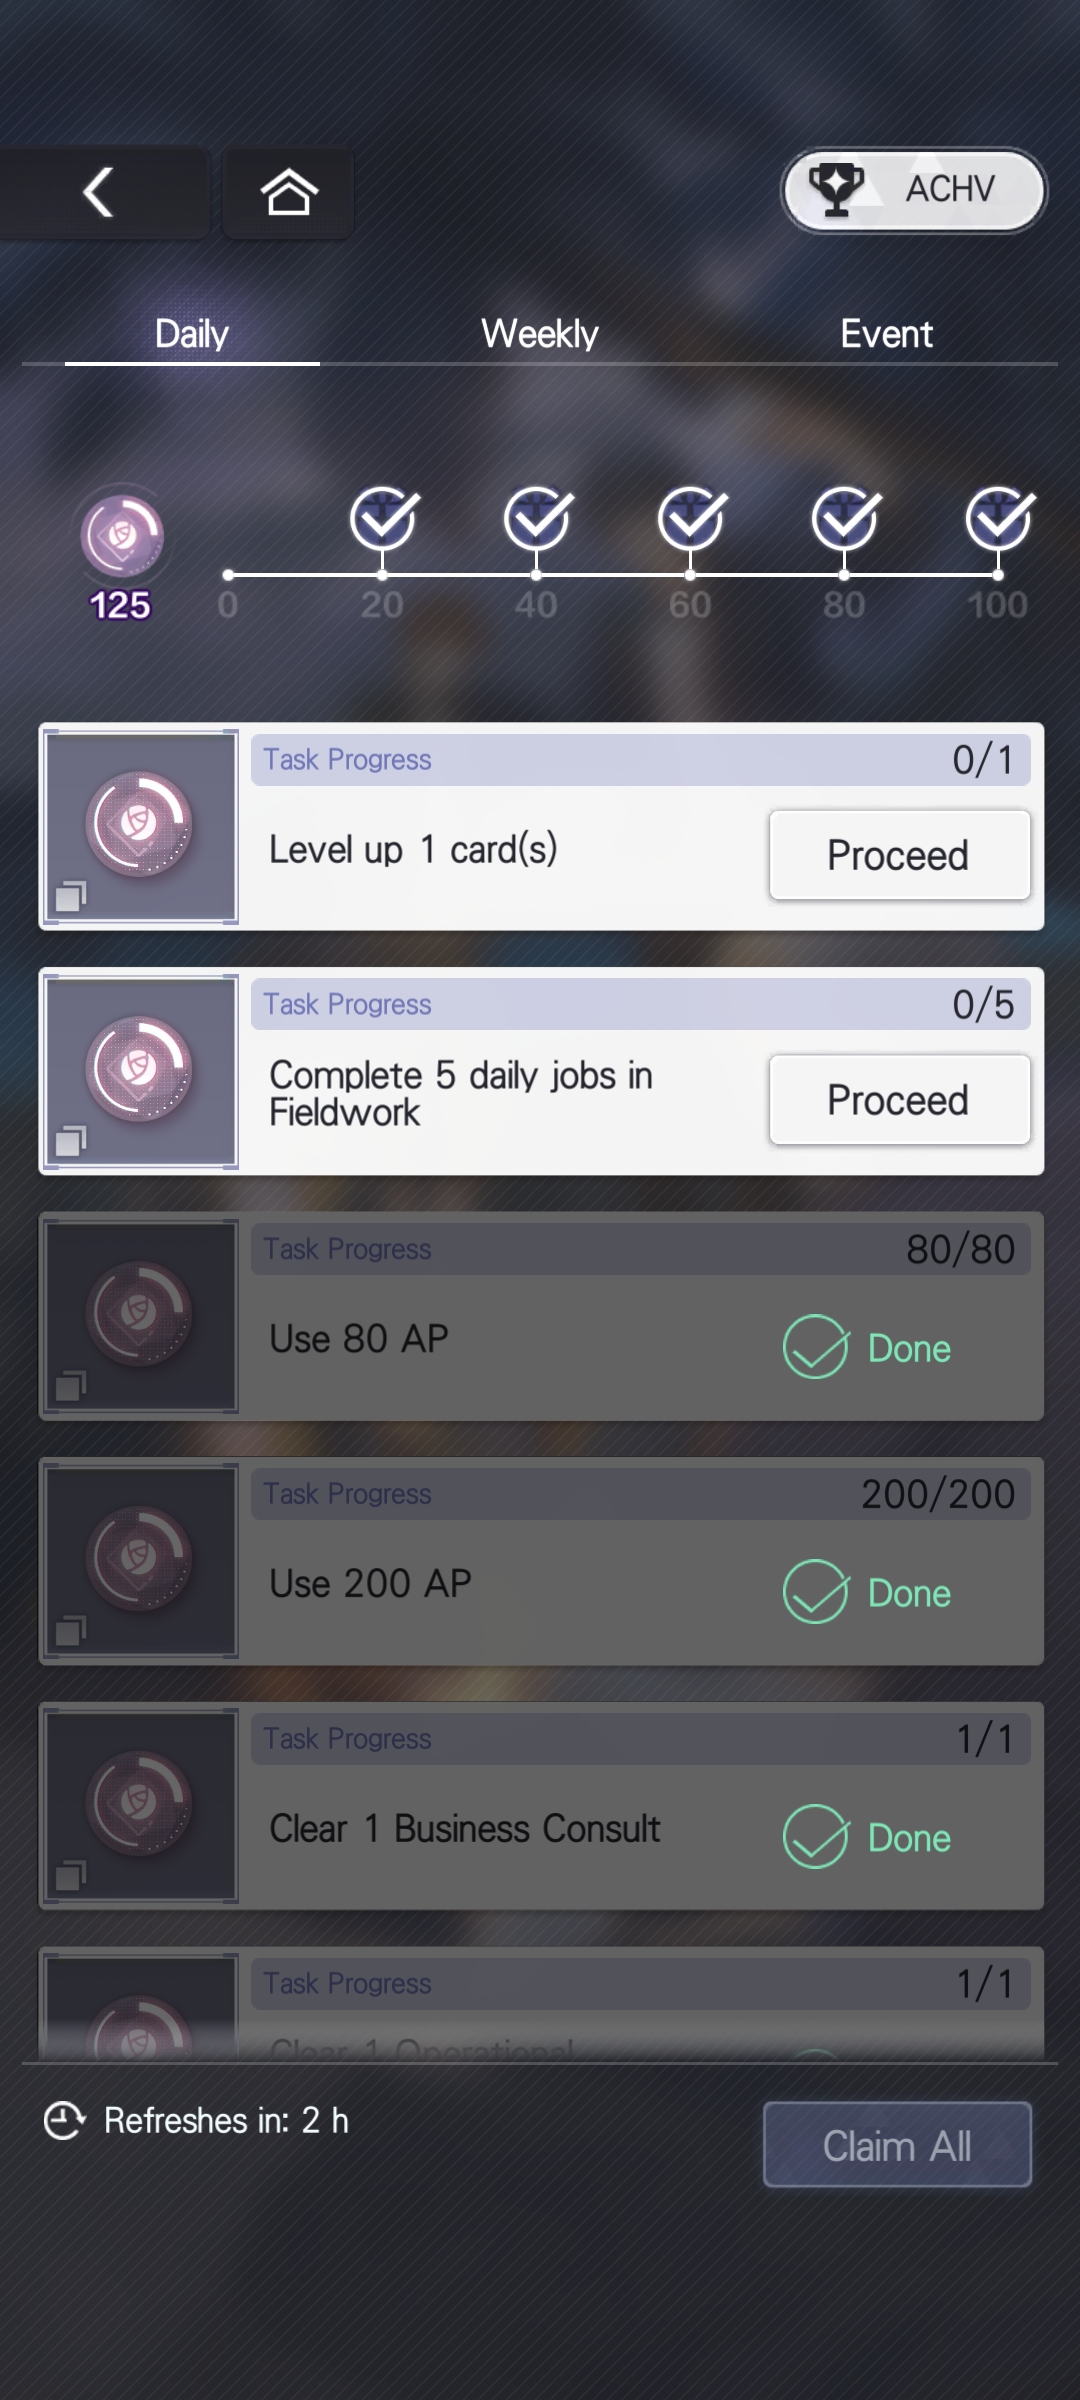 ACHV
Daily Weekly Event
125 0 20 40 60 80 100
Task Progress 0/1
Level up 1 card(s) Proceed
Task Progress 0/5
Complete 5 daily jobs in
Fieldwork
Proceed
Task Progress 80/80
Use 80 AP Done
Task Progress 200/200
Use 200 AP Done
Task Progress 1/1
Clear 1 Business Consult Done
Task Progress 1/1
Clear 1 Operational
Refreshes in: 2 h
Claim All